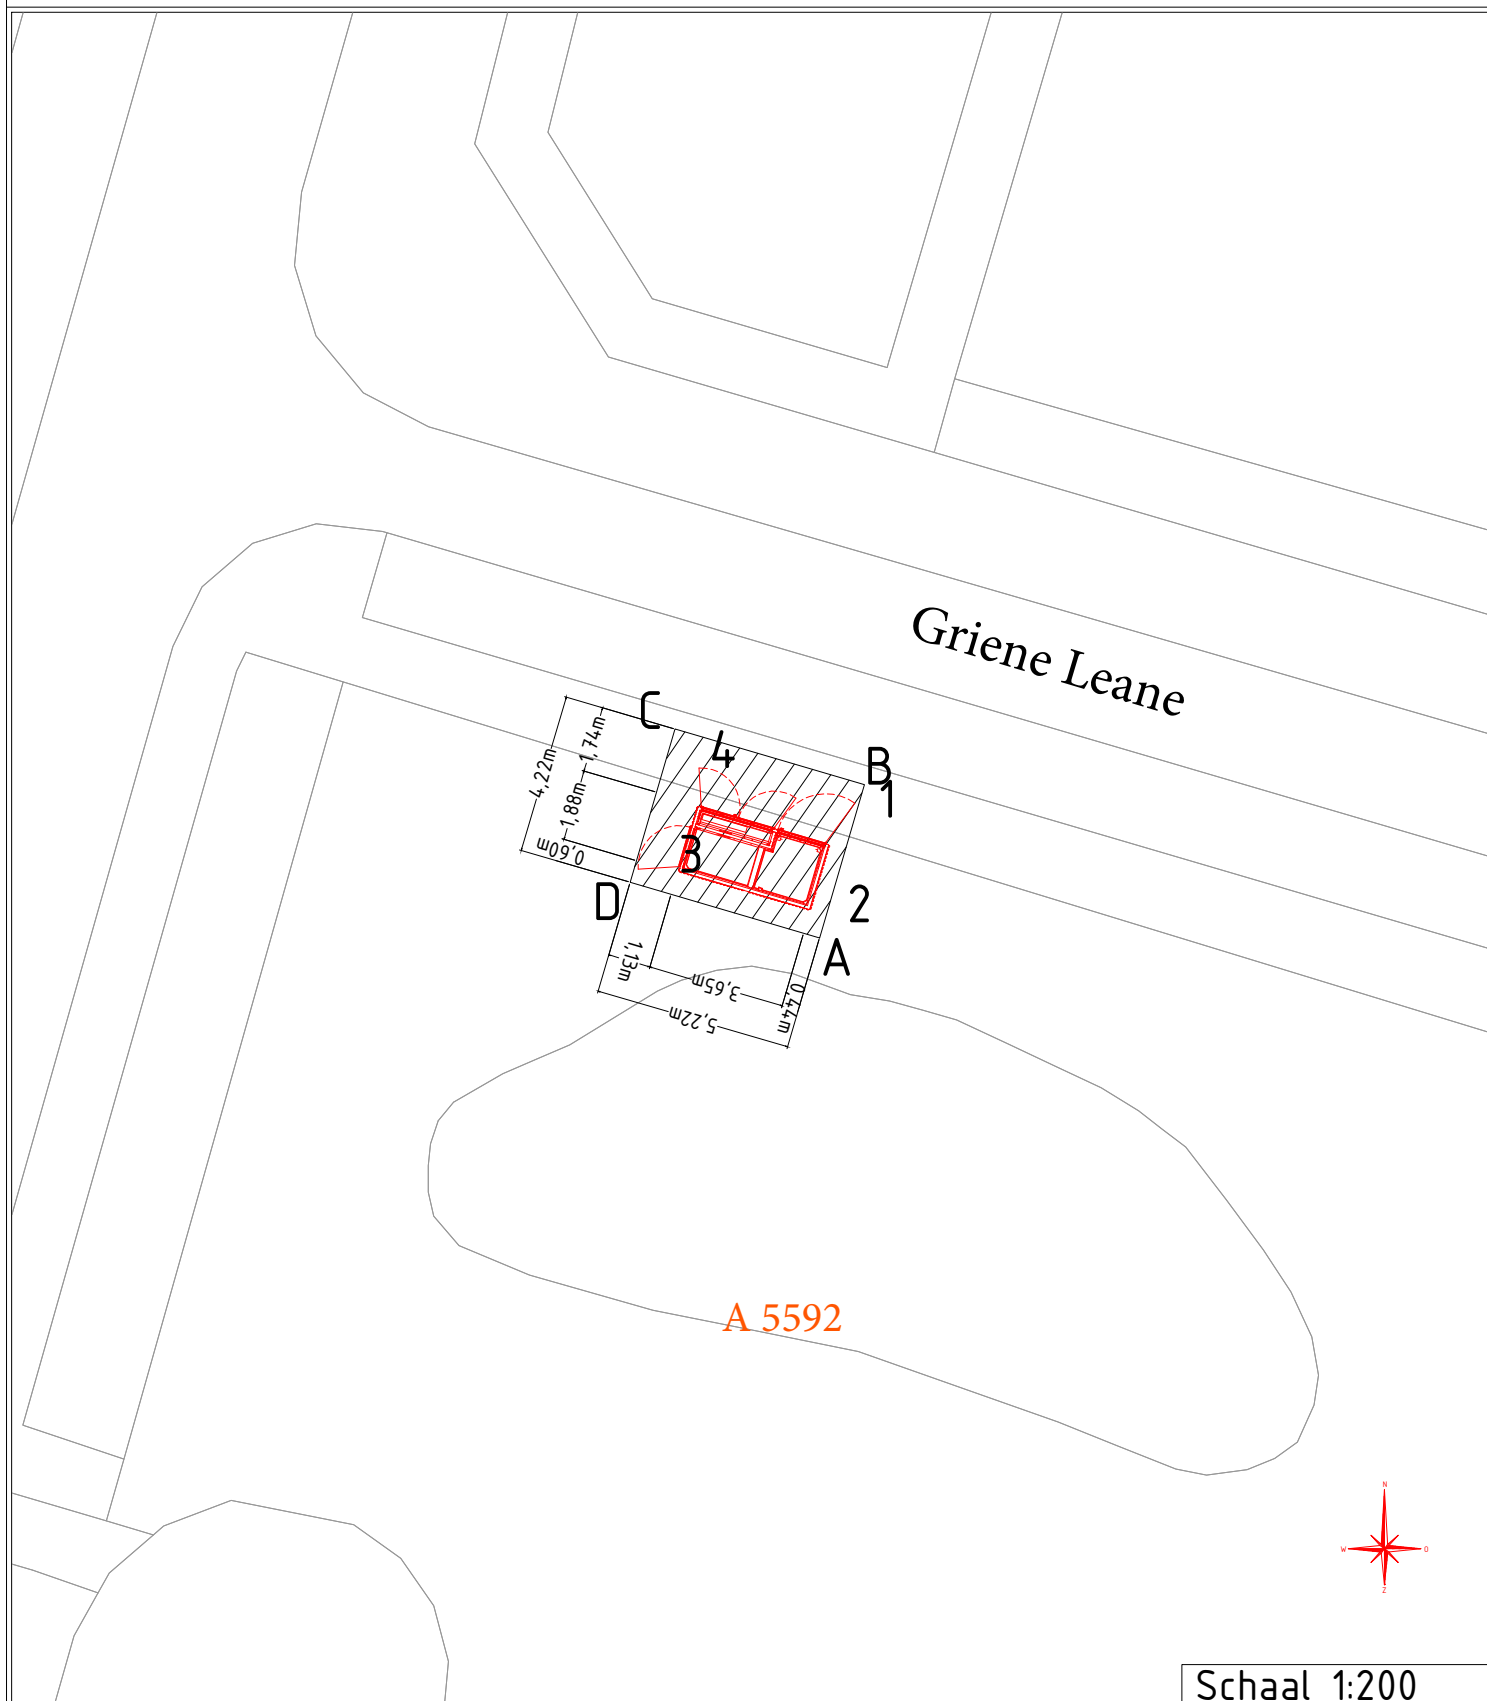 Griene Leane
C
4
B
1
1,74m
4,22m
1,88m
0,60m
3
D
2
A
1,13m
3,65m
0,44m
5,22m
A 5592
N
W
O
Z
Schaal 1:200